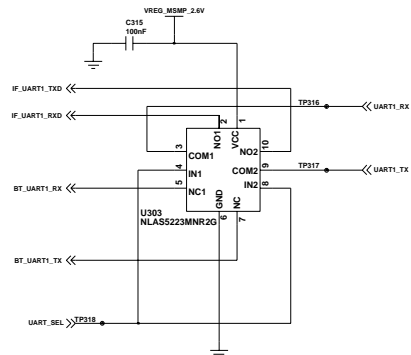 VREG_MSMP_2.6V
C315
100nF
IF_UART1_TXD
TP316
UART1_RX
IF_UART1_RXD
2
1
NO1
VCC
3
COM1
NO2
10
4
IN1
COM2
9
TP317
UART1_TX
5
NC1
IN2
8
BT_UART1_RX
GND
NC
U303
NLAS5223MNR2G
6
7
BT_UART1_TX
UART_SEL
TP318